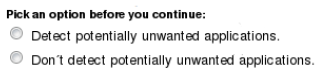 Pick an option before you continue:
Detect potentially unwanted applications.
Don´t detect potentially unwanted applications.